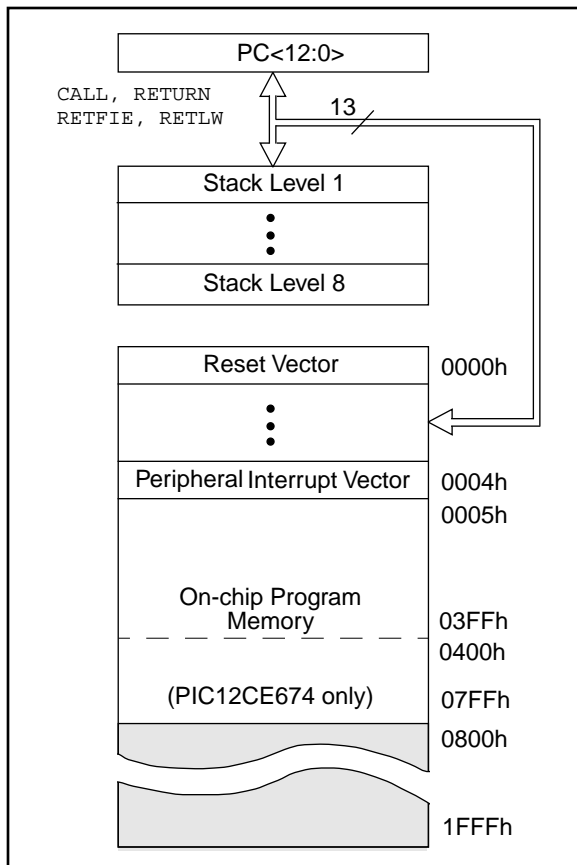 PC<12:0>
CALL, RETURN
RETFIE, RETLW
13
Stack Level 1
Stack Level 8
Reset Vector
0000h
Peripheral Interrupt Vector
0004h
0005h
On-chip Program
Memory
03FFh
0400h
(PIC12CE674 only)
07FFh
0800h
1FFFh